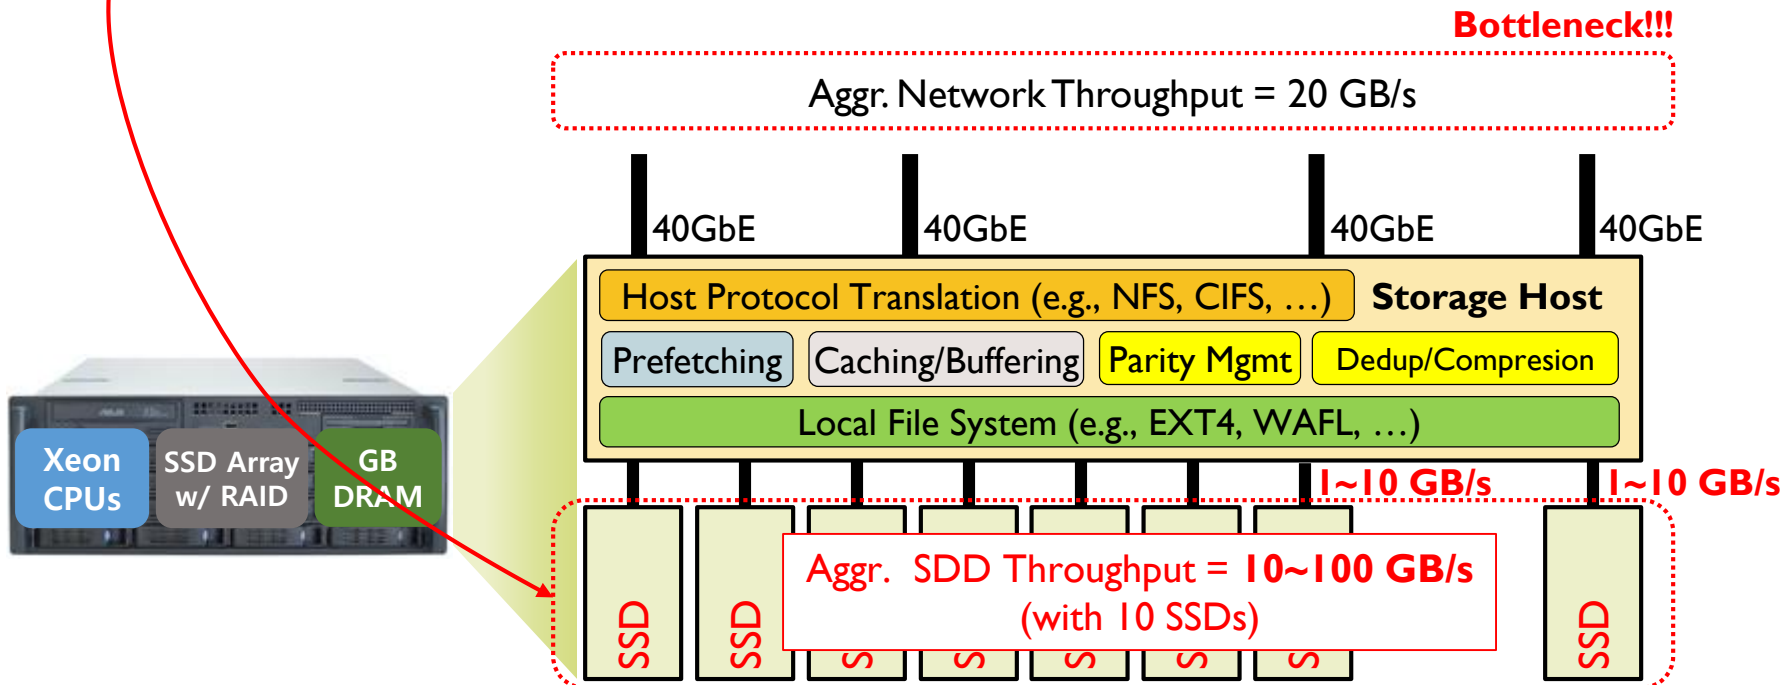 Bottleneck!!!
Aggr. Network Throughput = 20 GB/s
40GbE
40GbE
40GbE
40GbE
Host Protocol Translation (e.g., NFS, CIFS, …)
Storage Host
Prefetching
Caching/Buffering
Parity Mgmt
Dedup/Compresion
Local File System (e.g., EXT4, WAFL, …)
Xeon
CPUs
SSD Array
w/ RAID
GB
DRAM
1~10 GB/s
1~10 GB/s
Aggr. SDD Throughput = 10~100 GB/s
(with 10 SSDs)
SSD
SSD
S
S
S
S
S
SSD